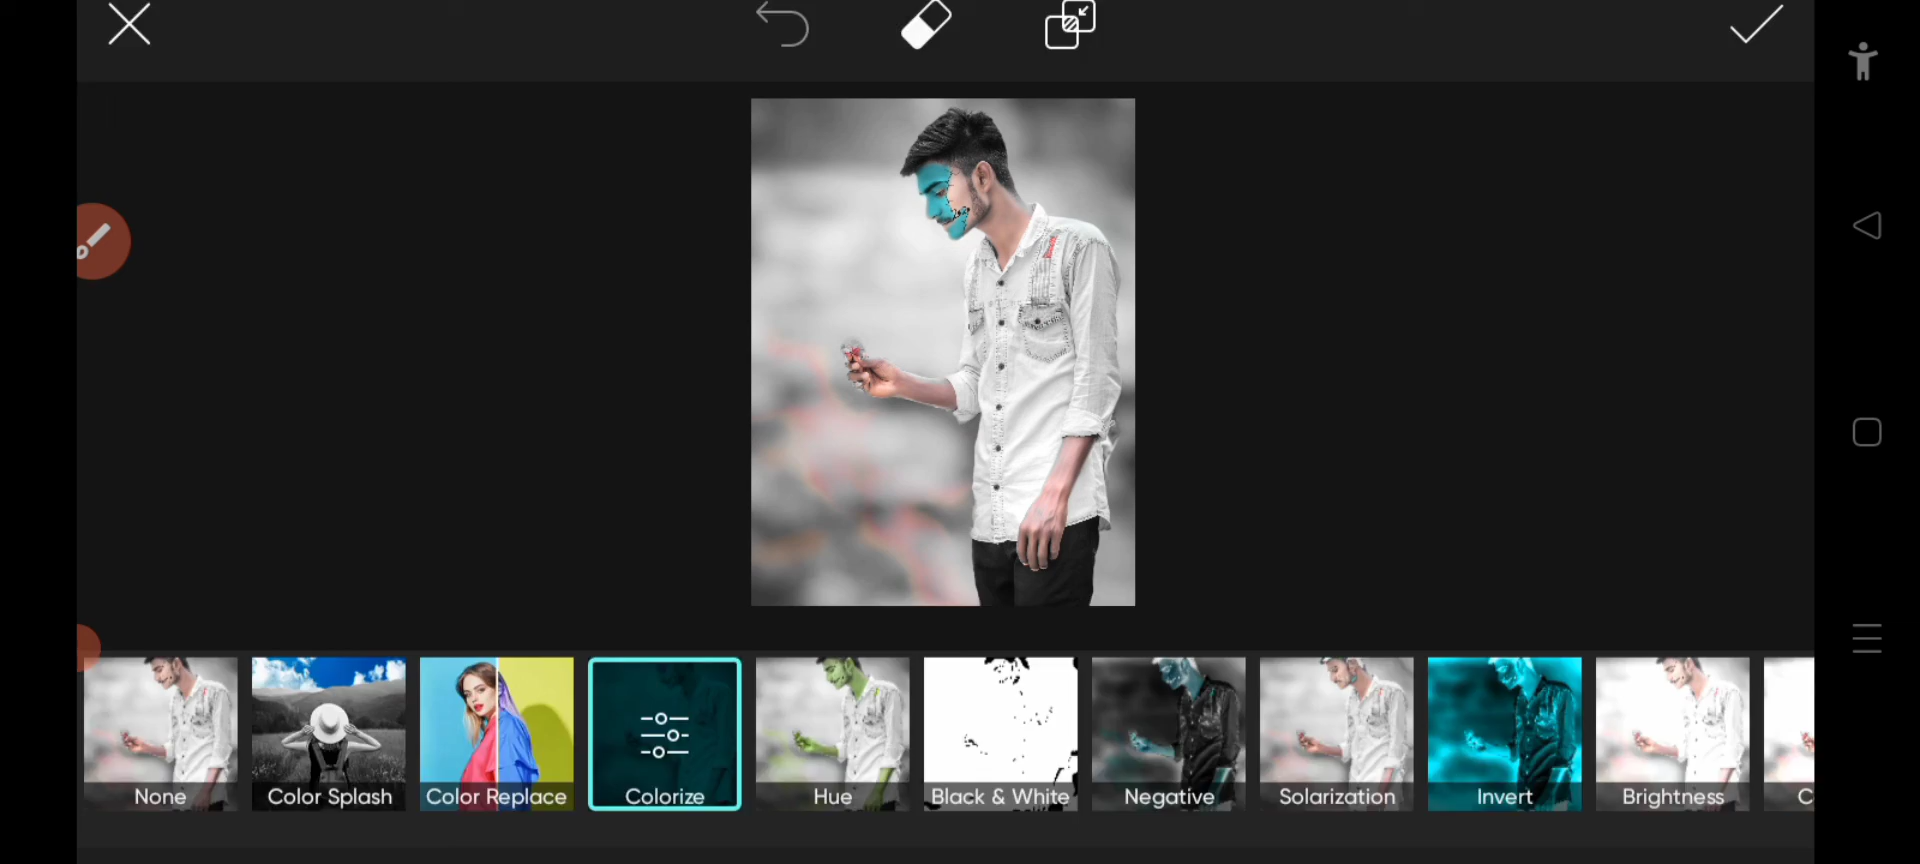 None
Color Splash
Color Replace
Colorize
Hue
Black & White
Negative
Solarization
Invert
Brightness
C